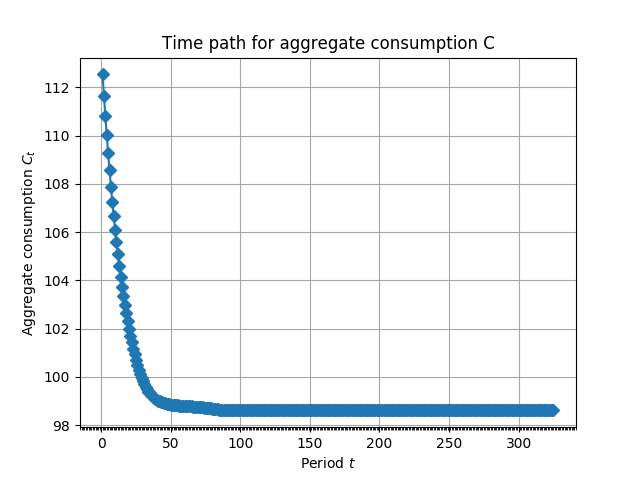 Time path for aggregate consumption C
Aggregate consumption $C_t$
112
110
108
106
104
102
100
98
0 50 100 150 200 250 300
Period t